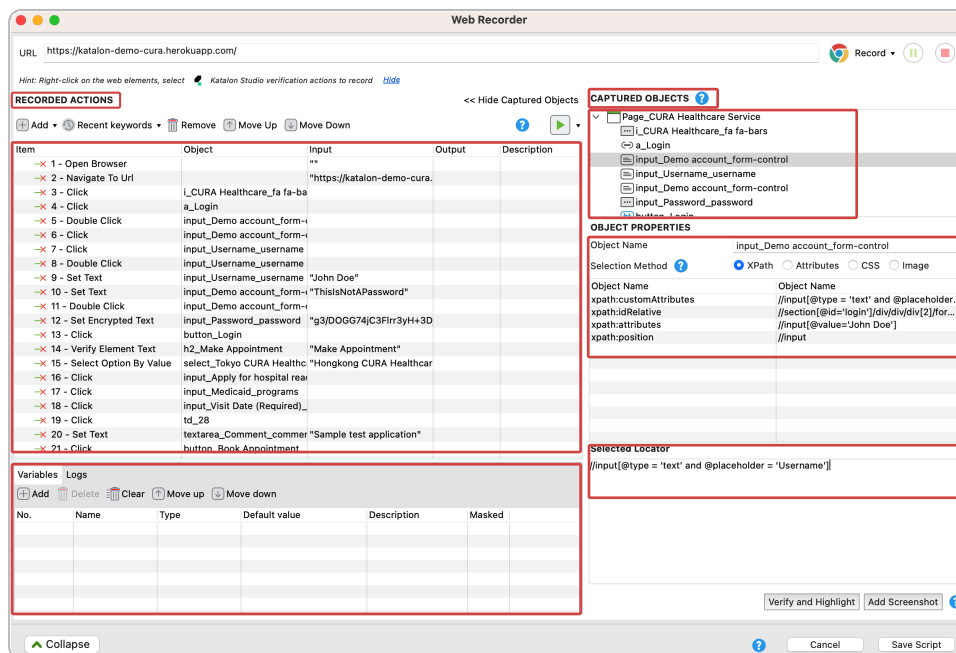 Web Recorder
URL https://katalon-demo-cura.herokuapp.com/ Record
Hint: Right-click on the web elements, select Katalon Studio verification actions to record Hide
RECORDED ACTIONS << Hide Captured Objects
Add Recent keywords Remove Move Up Move Down ?
Item Object Input Output Description
1 - Open Browser ""
2 - Navigate To Url "https://katalon-demo-cura.
3 - Click i_CURA Healthcare_fa fa-ba
4 - Click a_Login
5 - Double Click input_Demo account_form-
6 - Click input_Demo account_form-
7 - Click input_Username_username
8 - Double Click input_Username_username
9 - Set Text input_Username_username "John Doe"
10 - Set Text input_Demo account_form- "ThisIsNotAPassword"
11 - Double Click input_Demo account_form-
12 - Set Encrypted Text input_Password_password "g3/DOGG74jC3Flrr3yH+3D
13 - Click button_Login
14 - Verify Element Text h2_Make Appointment "Make Appointment"
15 - Select Option By Value select_Tokyo CURA Healthc "Hongkong CURA Healthcar
16 - Click input_Apply for hospital rea
17 - Click input_Medicaid_programs
18 - Click input_Visit Date (Required)_
19 - Click td_28
20 - Set Text textarea_Comment_commer "Sample test application"
21 - Click button_Book Appointment
Variables Logs
Add Delete Clear Move up Move down
No. Name Type Default value Description Masked
CAPTURED OBJECTS ?
Page_CURA Healthcare Service
i_CURA Healthcare_fa fa-bars
a_Login
input_Demo account_form-control
input_Username_username
input_Demo account_form-control
input_Password_password
button_Login
OBJECT PROPERTIES
Object Name input_Demo account_form-control
Selection Method ? XPath Attributes CSS Image
Object Name Object Name
xpath:customAttributes //input[@type = 'text' and @placeholder..
xpath:idRelative //section[@id='login']/div/div/div[2]/for...
xpath:attributes //input[@value='John Doe']
xpath:position //input
Selected Locator
//input[@type = 'text' and @placeholder = 'Username']
Verify and Highlight Add Screenshot ?
Collapse ? Cancel Save Script